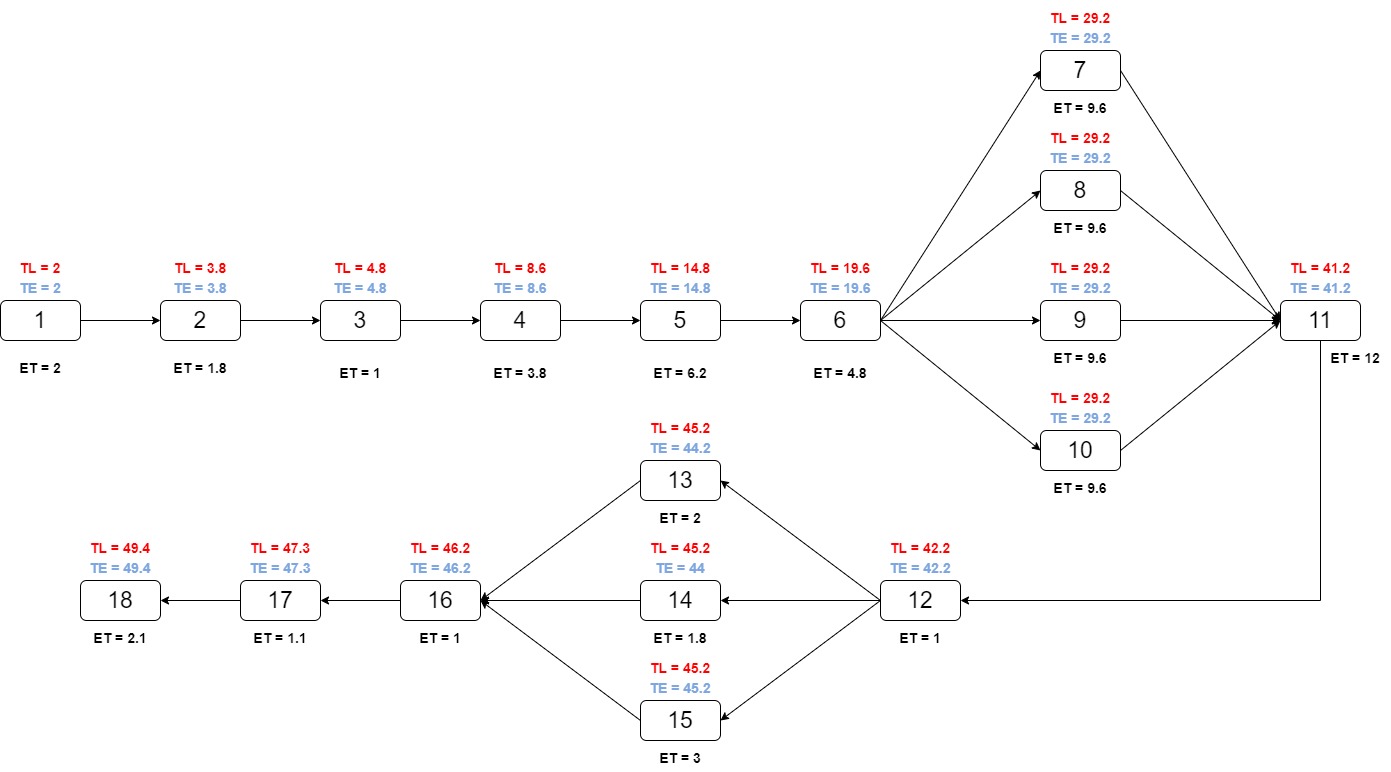 TL = 29.2
TE = 29.2
7
ET = 9.6
TL = 29.2
TE = 29.2
8
ET = 9.6
TL = 2
TE = 2
1
ET = 2
TL = 3.8
TE = 3.8
2
ET = 1.8
TL = 4.8
TE = 4.8
3
ET = 1
TL = 8.6
TE = 8.6
4
ET = 3.8
TL = 14.8
TE = 14.8
5
ET = 6.2
TL = 19.6
TE = 19.6
6
ET = 4.8
TL = 29.2
TE = 29.2
9
ET = 9.6
TL = 41.2
TE = 41.2
11
ET = 12
TL = 29.2
TE = 29.2
10
ET = 9.6
TL = 45.2
TE = 44.2
13
ET = 2
TL = 49.4
TE = 49.4
18
ET = 2.1
TL = 47.3
TE = 47.3
17
ET = 1.1
TL = 46.2
TE = 46.2
16
ET = 1
TL = 45.2
TE = 44
14
ET = 1.8
TL = 42.2
TE = 42.2
12
ET = 1
TL = 45.2
TE = 45.2
15
ET = 3